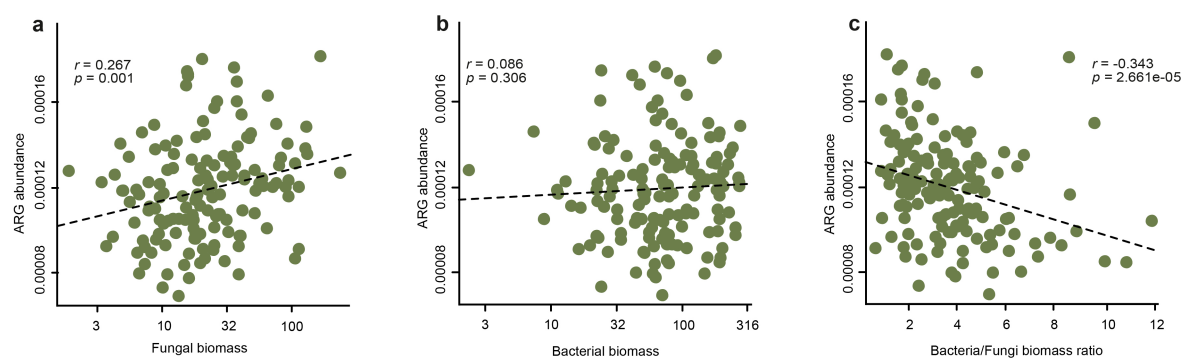 a
r = 0.267
p = 0.001
ARG abundance
0.00016
0.00012
0.00008
3 10 32 100
Fungal biomass
b
r = 0.086
p = 0.306
ARG abundance
0.00016
0.00012
0.00008
3 10 32 100 316
Bacterial biomass
c
r = -0.343
p = 2.661e-05
ARG abundance
0.00016
0.00012
0.00008
2 4 6 8 10 12
Bacteria/Fungi biomass ratio